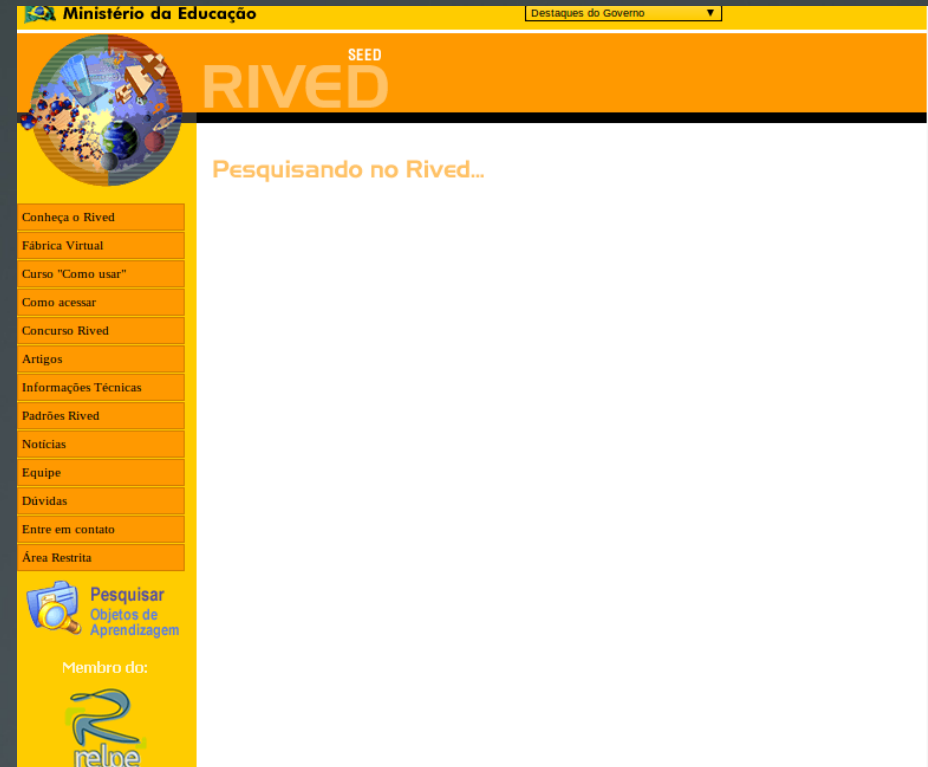 Ministério da Educação
Destaques do Governo
SEED
RIVED
Pesquisando no Rived...
Conheça o Rived
Fábrica Virtual
Curso "Como usar"
Como acessar
Concurso Rived
Artigos
Informações Técnicas
Padrões Rived
Notícias
Equipe
Dúvidas
Entre em contato
Área Restrita
Pesquisar
Objetos de
Aprendizagem
Membro do:
relpe